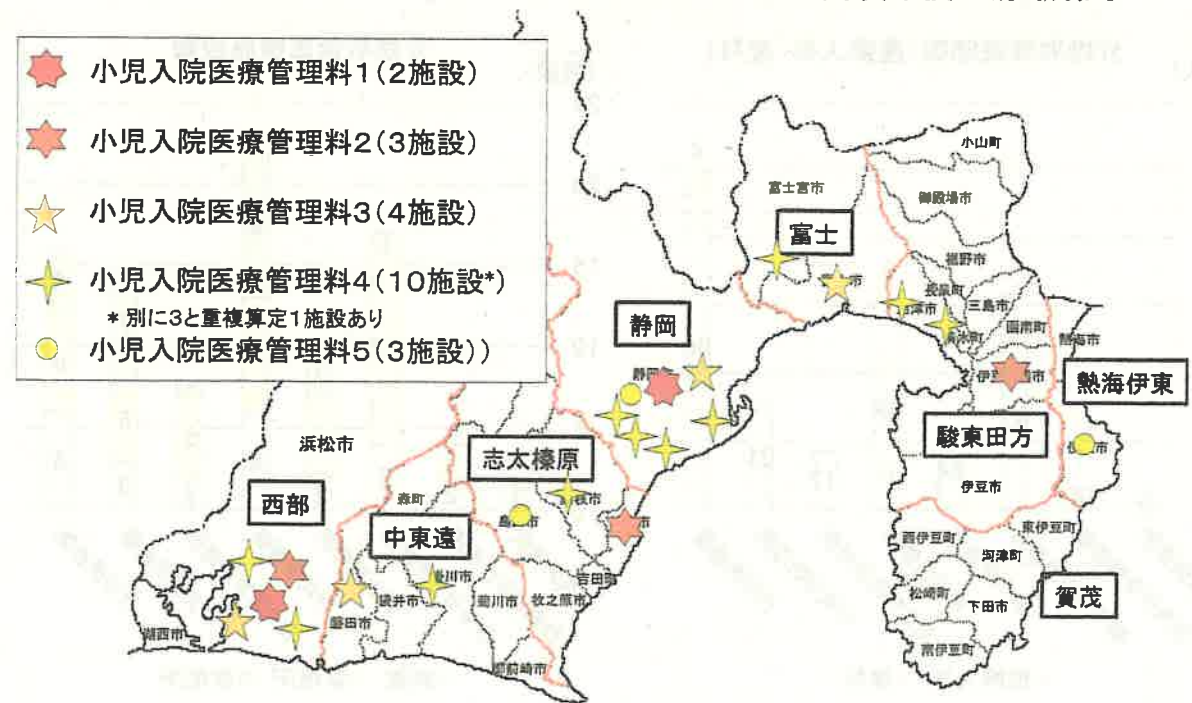 小児入院医療管理料1(2施設)
小児入院医療管理料2(3施設)
小児入院医療管理料3(4施設)
小児入院医療管理料4(10施設*)
* 別に3と重複算定1施設あり
小児入院医療管理料5(3施設))
小山町
富士宮市
御殿場市
富士
裾野市
長泉町
三島市
函南町
熱海市
静岡
熱海伊東
駿東田方
伊豆市
浜松市
志太榛原
西部
森町
中東遠
掛川市
袋井市
磐田市
菊川市
牧之原市
吉田町
御前崎市
湖西市
西伊豆町
東伊豆町
河津町
松崎町
下田市
南伊豆町
賀茂